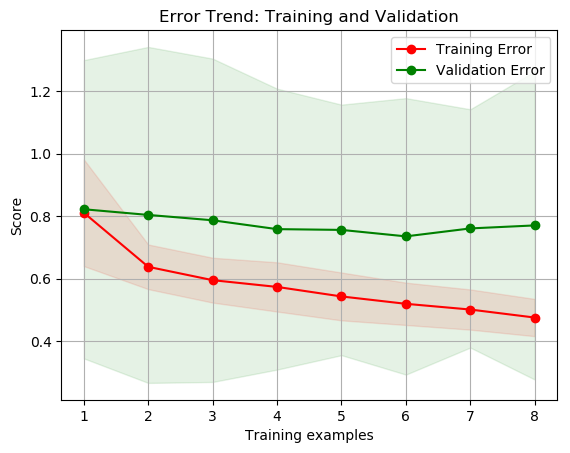 Error Trend: Training and Validation
Training Error
Validation Error
Score
1.2
1.0
0.8
0.6
0.4
1 2 3 4 5 6 7 8
Training examples